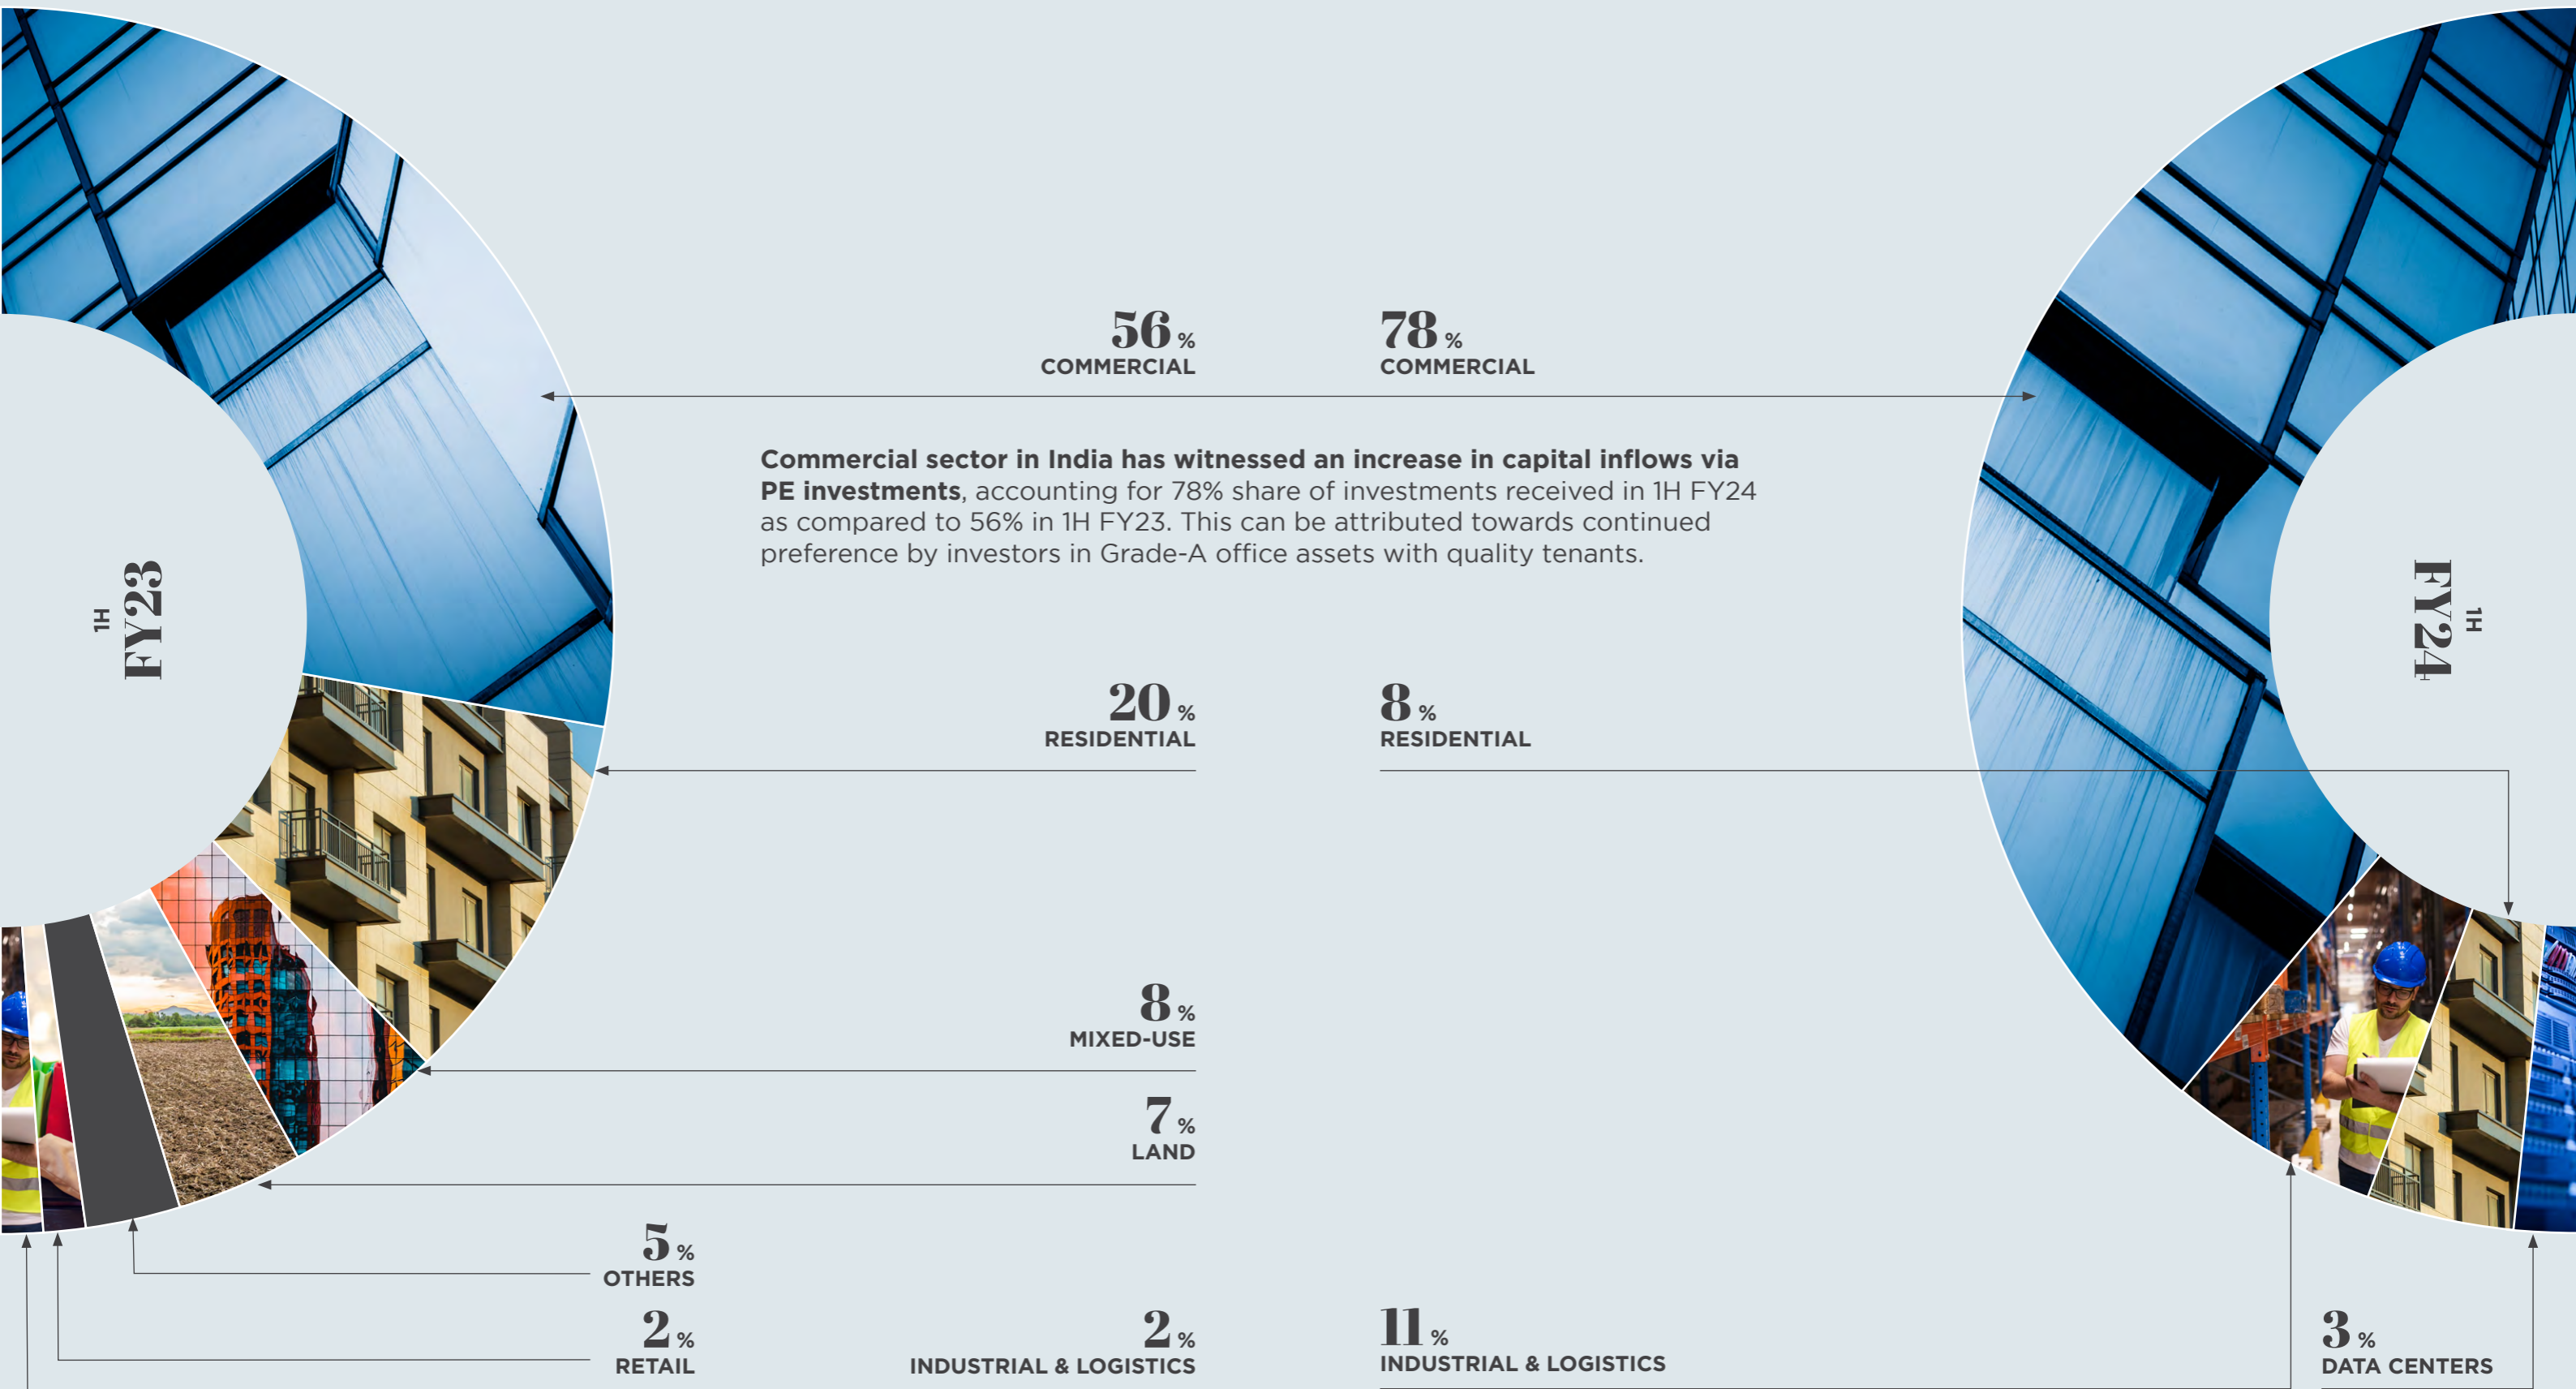 56 %
COMMERCIAL
78 %
COMMERCIAL
Commercial sector in India has witnessed an increase in capital inflows via
PE investments, accounting for 78% share of investments received in 1H FY24
as compared to 56% in 1H FY23. This can be attributed towards continued
preference by investors in Grade-A office assets with quality tenants.
1H
FY23
1H
FY24
20 %
RESIDENTIAL
8 %
RESIDENTIAL
8 %
MIXED-USE
7 %
LAND
5 %
OTHERS
2 %
RETAIL
2 %
INDUSTRIAL & LOGISTICS
11 %
INDUSTRIAL & LOGISTICS
3 %
DATA CENTERS